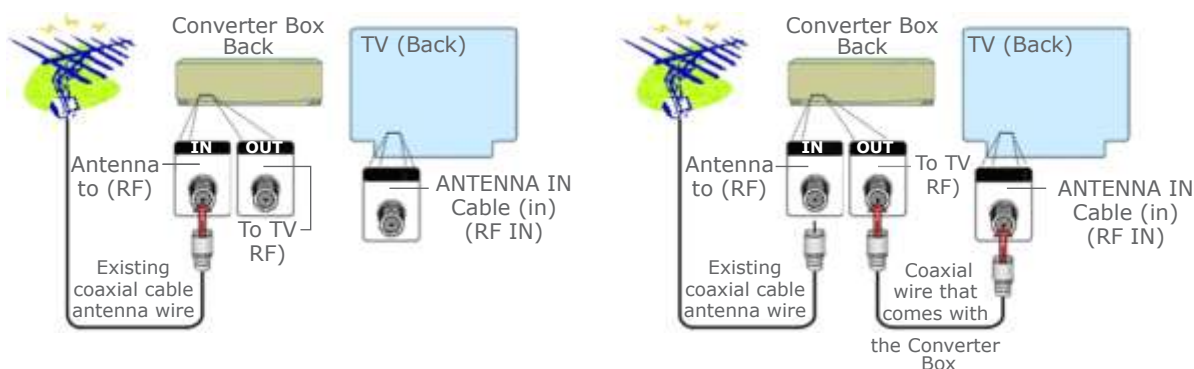 Converter Box
Back
TV (Back)
IN
OUT
Antenna
to (RF)
To TV
RF)
ANTENNA IN
Cable (in)
(RF IN)
Existing
coaxial cable
antenna wire
Converter Box
Back
TV (Back)
IN
OUT
Antenna
to (RF)
To TV
RF)
ANTENNA IN
Cable (in)
(RF IN)
Existing
coaxial cable
antenna wire
Coaxial
wire that
comes with
the Converter
Box